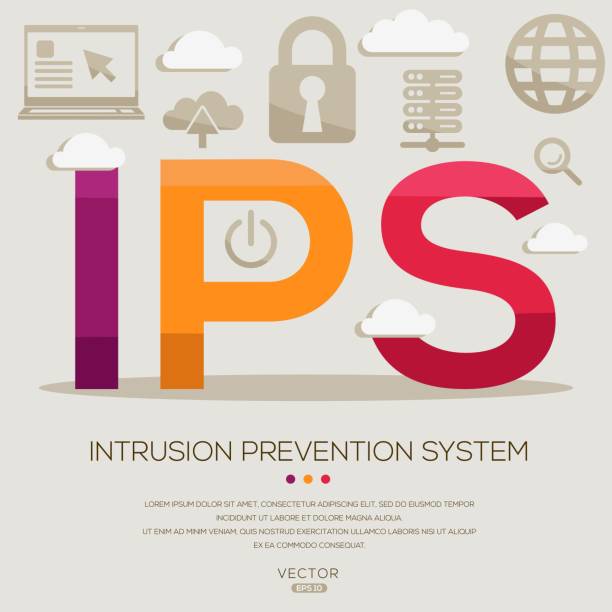 IPS
INTRUSION PREVENTION SYSTEM
LOREM IPSUM DOLOR SIT AMET, CONSECTETUR ADIPISCING ELIT, SED DO EIUSMOD TEMPOR
INCIDIDUNT UT LABORE ET DOLORE MAGNA ALIQUA.
UT ENIM AD MINIM VENIAM, QUIS NOSTRUD EXERCITATION ULLAMCO LABORIS NISI UT ALIQUIP
EX EA COMMODO CONSEQUAT.
VECTOR
EPS 10